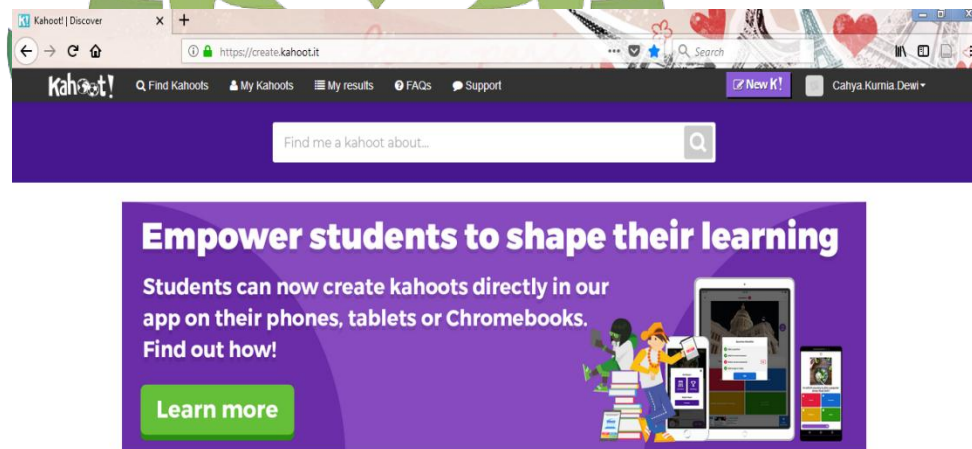 Kahoot! | Discover
https://create.kahoot.it
Search
Kahoot!
Find Kahoots
My Kahoots
My results
FAQs
Support
New K!
Cahya.Kurnia.Dewi
Find me a kahoot about...
Empower students to shape their learning
Students can now create kahoots directly in our
app on their phones, tablets or Chromebooks.
Find out how!
Learn more